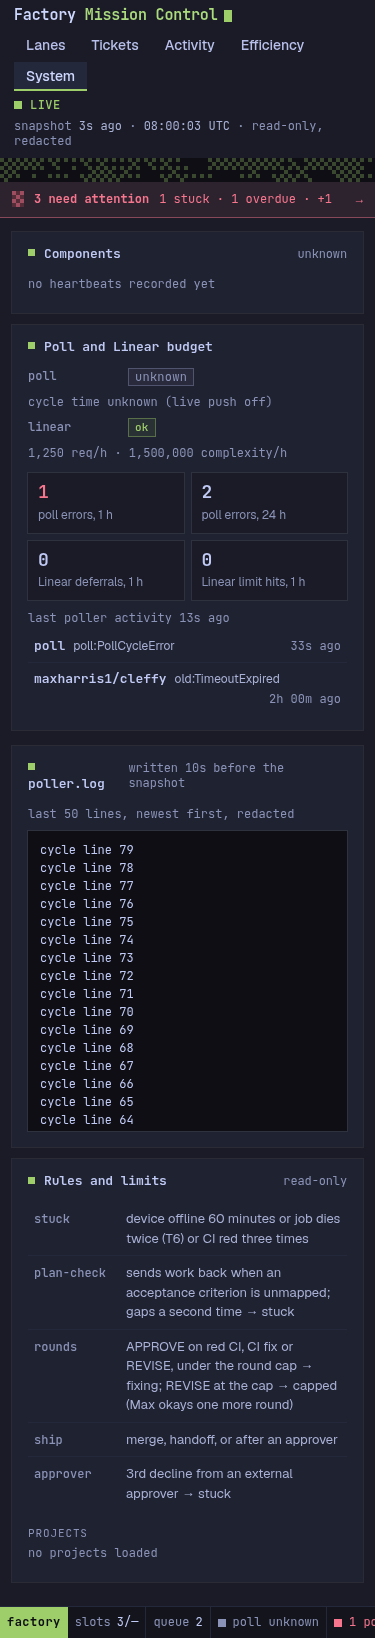 Factory Mission Control
Lanes Tickets Activity Efficiency
System
LIVE
snapshot 3s ago · 08:00:03 UTC · read-only,
redacted
3 need attention 1 stuck · 1 overdue · +1 →
Components unknown
no heartbeats recorded yet
Poll and Linear budget
poll unknown
cycle time unknown (live push off)
linear ok
1,250 req/h · 1,500,000 complexity/h
1 2
poll errors, 1 h poll errors, 24 h
0 0
Linear deferrals, 1 h Linear limit hits, 1 h
last poller activity 13s ago
poll poll:PollCycleError 33s ago
maxharris1/cleffy old:TimeoutExpired
2h 00m ago
poller.log written 10s before the
snapshot
last 50 lines, newest first, redacted
cycle line 79
cycle line 78
cycle line 77
cycle line 76
cycle line 75
cycle line 74
cycle line 73
cycle line 72
cycle line 71
cycle line 70
cycle line 69
cycle line 68
cycle line 67
cycle line 66
cycle line 65
cycle line 64
Rules and limits read-only
stuck device offline 60 minutes or job dies
twice (T6) or CI red three times
plan-check sends work back when an
acceptance criterion is unmapped;
gaps a second time → stuck
rounds APPROVE on red CI, CI fix or
REVISE, under the round cap →
fixing; REVISE at the cap → capped
(Max okays one more round)
ship merge, handoff, or after an approver
approver 3rd decline from an external
approver → stuck
PROJECTS
no projects loaded
factory slots 3/— queue 2 poll unknown 1